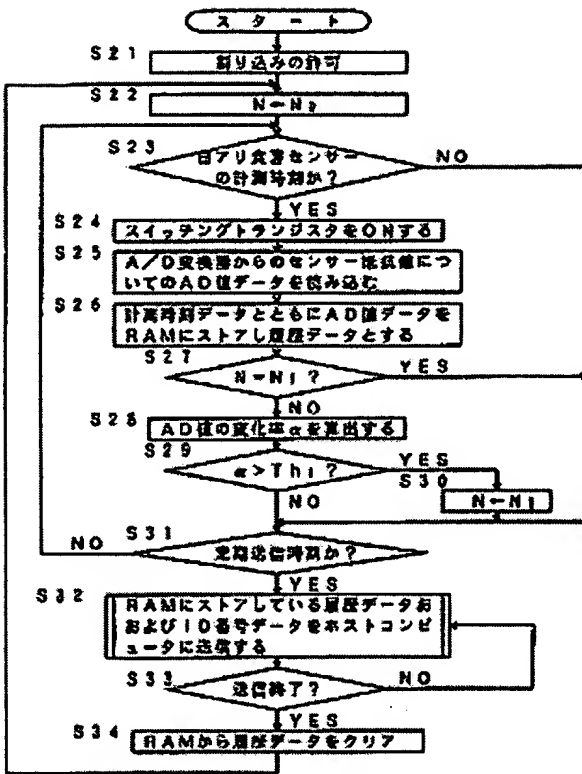 スタート
S21
割り込みの許可
S22
N←N2
S23
白アリ食害センサー
の計測時刻か?
NO
YES
S24
スイッチングトランジスタをONする
S25
A/D変換器からのセンサー抵抗値につ
いてのAD値データを読み込む
S26
計測時刻データとともにAD値データを
RAMにストアし履歴データとする
S27
N=N1?
YES
NO
S28
AD値の変化率αを算出する
S29
α>Th1?
YES
S30
N←N1
NO
S31
NO
定期送信時刻か?
YES
S32
RAMにストアしている履歴データお
および ID番号データをホストコンピ
ュータに送信する
S33
送信終了?
NO
YES
S34
RAMから履歴データをクリア